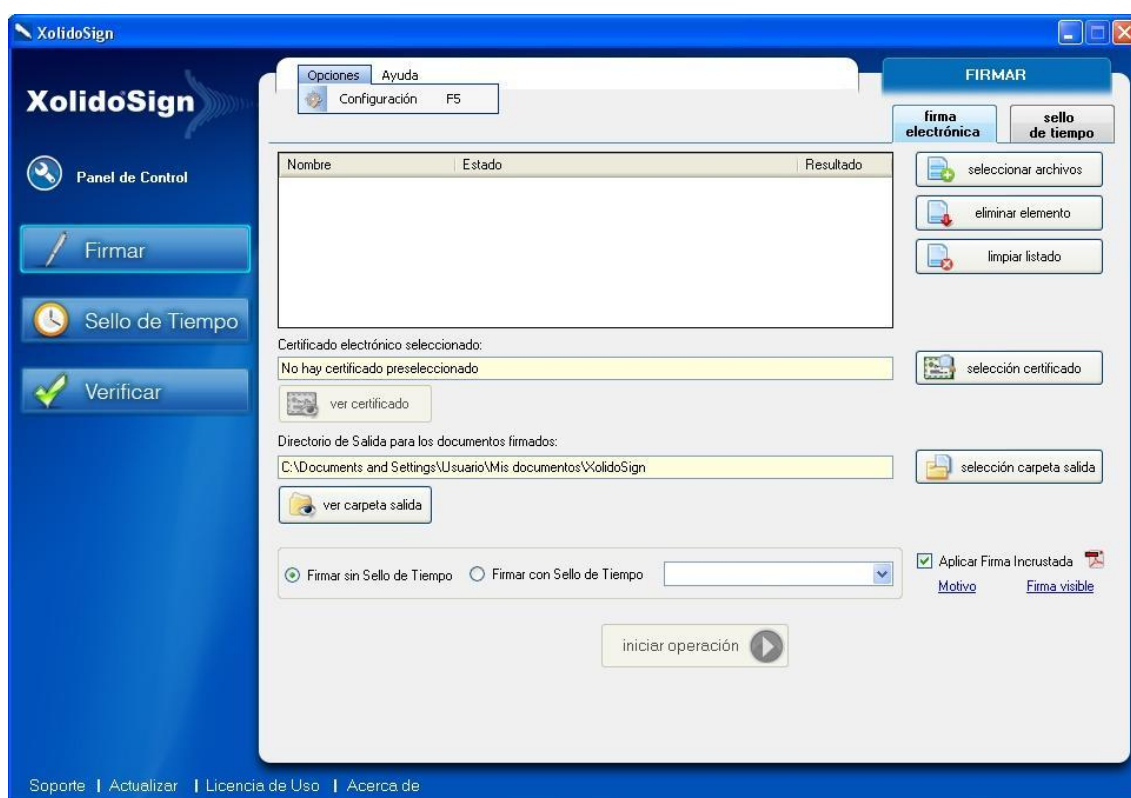 XolidoSign
XolidoSign
Panel de Control
Firmar
Sello de Tiempo
Verificar
Opciones Ayuda
Configuración F5
FIRMAR
firma
electrónica
sello
de tiempo
Nombre Estado Resultado
seleccionar archivos
eliminar elemento
limpiar listado
Certificado electrónico seleccionado:
No hay certificado preseleccionado
selección certificado
ver certificado
Directorio de Salida para los documentos firmados:
C:\Documents and Settings\Usuario\Mis documentos\XolidoSign
selección carpeta salida
ver carpeta salida
Firmar sin Sello de Tiempo Firmar con Sello de Tiempo
Aplicar Firma Incrustada
Motivo Firma visible
iniciar operación
Soporte | Actualizar | Licencia de Uso | Acerca de